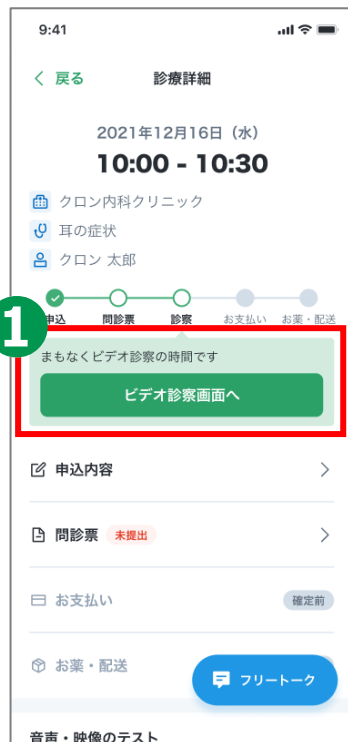 9:41
戻る 診療詳細
2021年12月16日（水）
10:00 - 10:30
クロン内科クリニック
耳の症状
クロン 太郎
1
申込 問診票 診察 お支払い お薬・配送
まもなくビデオ診察の時間です
ビデオ診察画面へ
申込内容
問診票 未提出
お支払い 確定前
お薬・配送
フリートーク
音声・映像のテスト